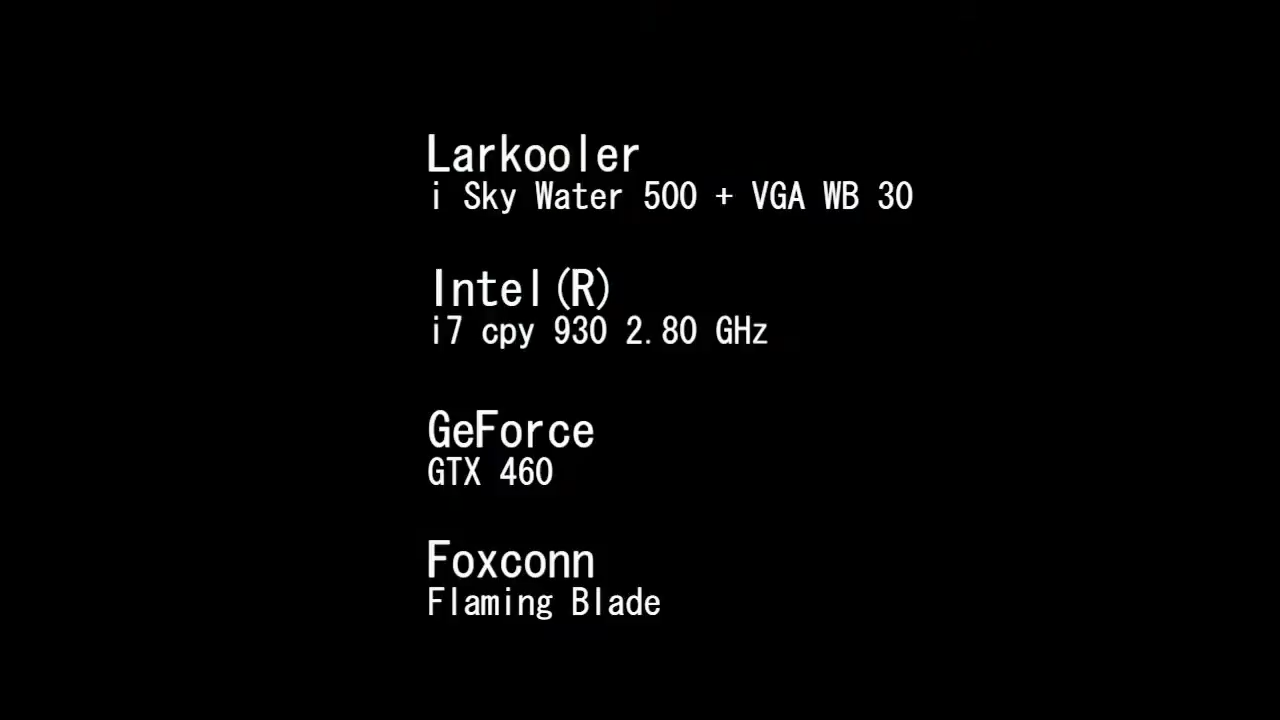 Larkooler
i Sky Water 500 + VGA WB 30
Intel(R)
i7 cpy 930 2.80 GHz
GeForce
GTX 460
Foxconn
Flaming Blade